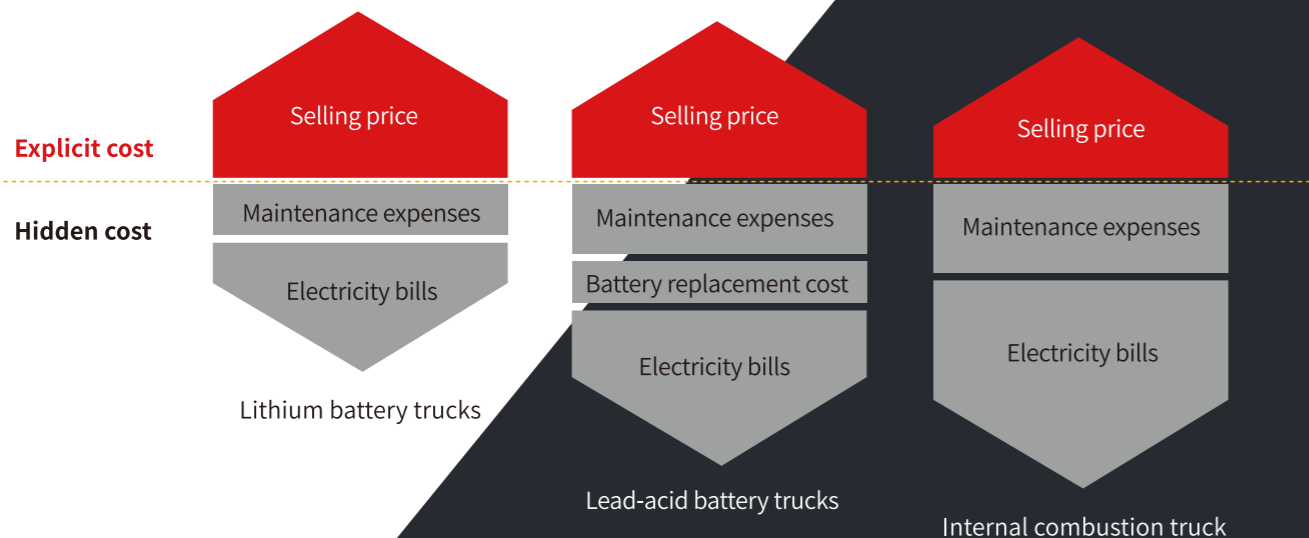 Selling price
Selling price
Selling price
Explicit cost
Hidden cost
Maintenance expenses
Maintenance expenses
Maintenance expenses
Battery replacement cost
Electricity bills
Electricity bills
Electricity bills
Lithium battery trucks
Lead-acid battery trucks
Internal combustion truck